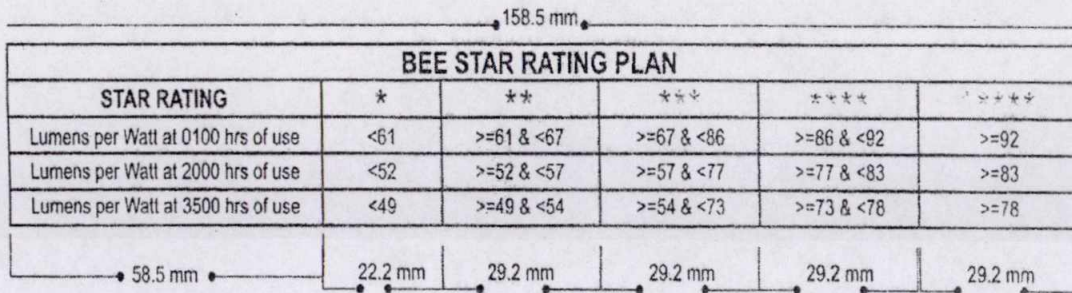 158.5 mm
BEE STAR RATING PLAN
STAR RATING * ** *** **** ****
Lumens per Watt at 0100 hrs of use <61 >=61 & <67 >=67 & <86 >=86 & <92 >=92
Lumens per Watt at 2000 hrs of use <52 >=52 & <57 >=57 & <77 >=77 & <83 >=83
Lumens per Watt at 3500 hrs of use <49 >=49 & <54 >=54 & <73 >=73 & <78 >=78
58.5 mm 22.2 mm 29.2 mm 29.2 mm 29.2 mm 29.2 mm